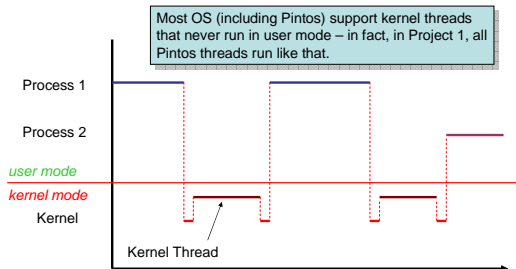 Most OS (including Pintos) support kernel threads
that never run in user mode – in fact, in Project 1, all
Pintos threads run like that.
Process 1
Process 2
user mode
kernel mode
Kernel
Kernel Thread